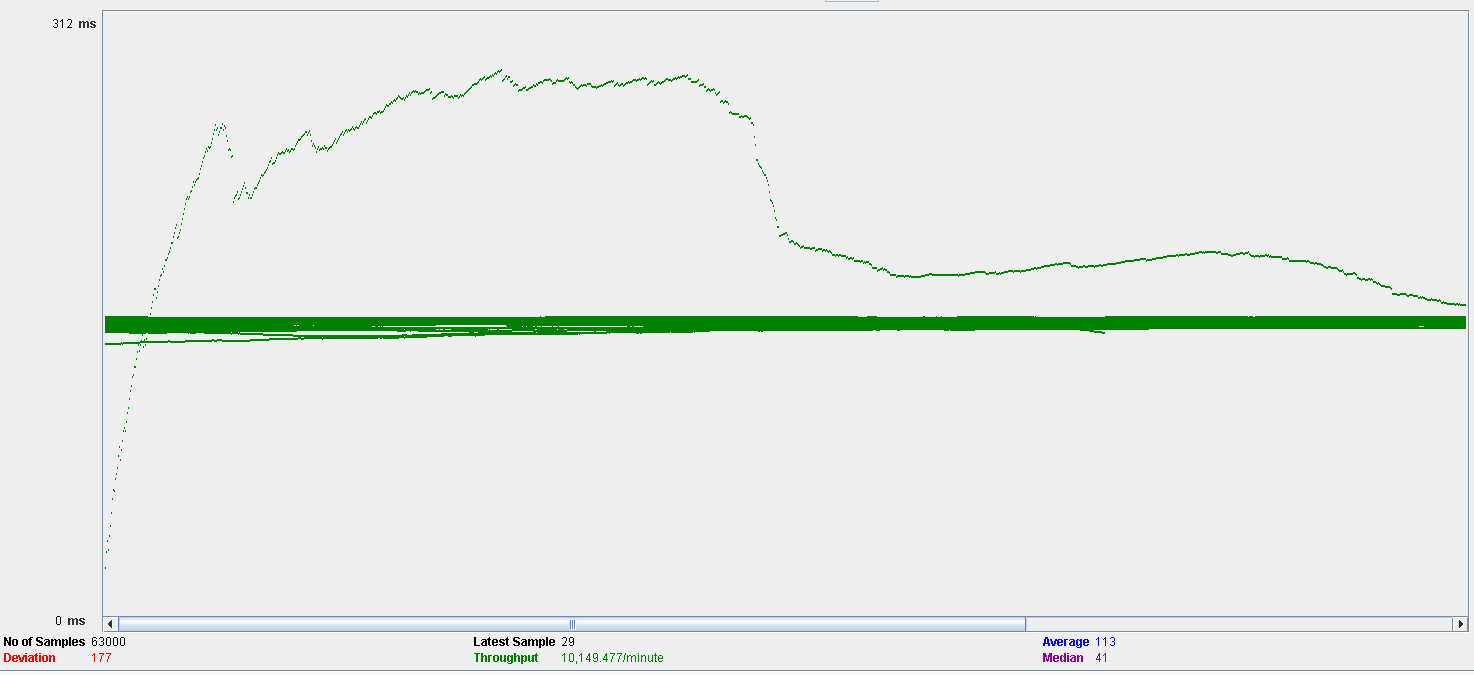 312 ms
0 ms
No of Samples 63000 Latest Sample 29 Average 113
Deviation 177 Throughput 10,149.477/minute Median 41